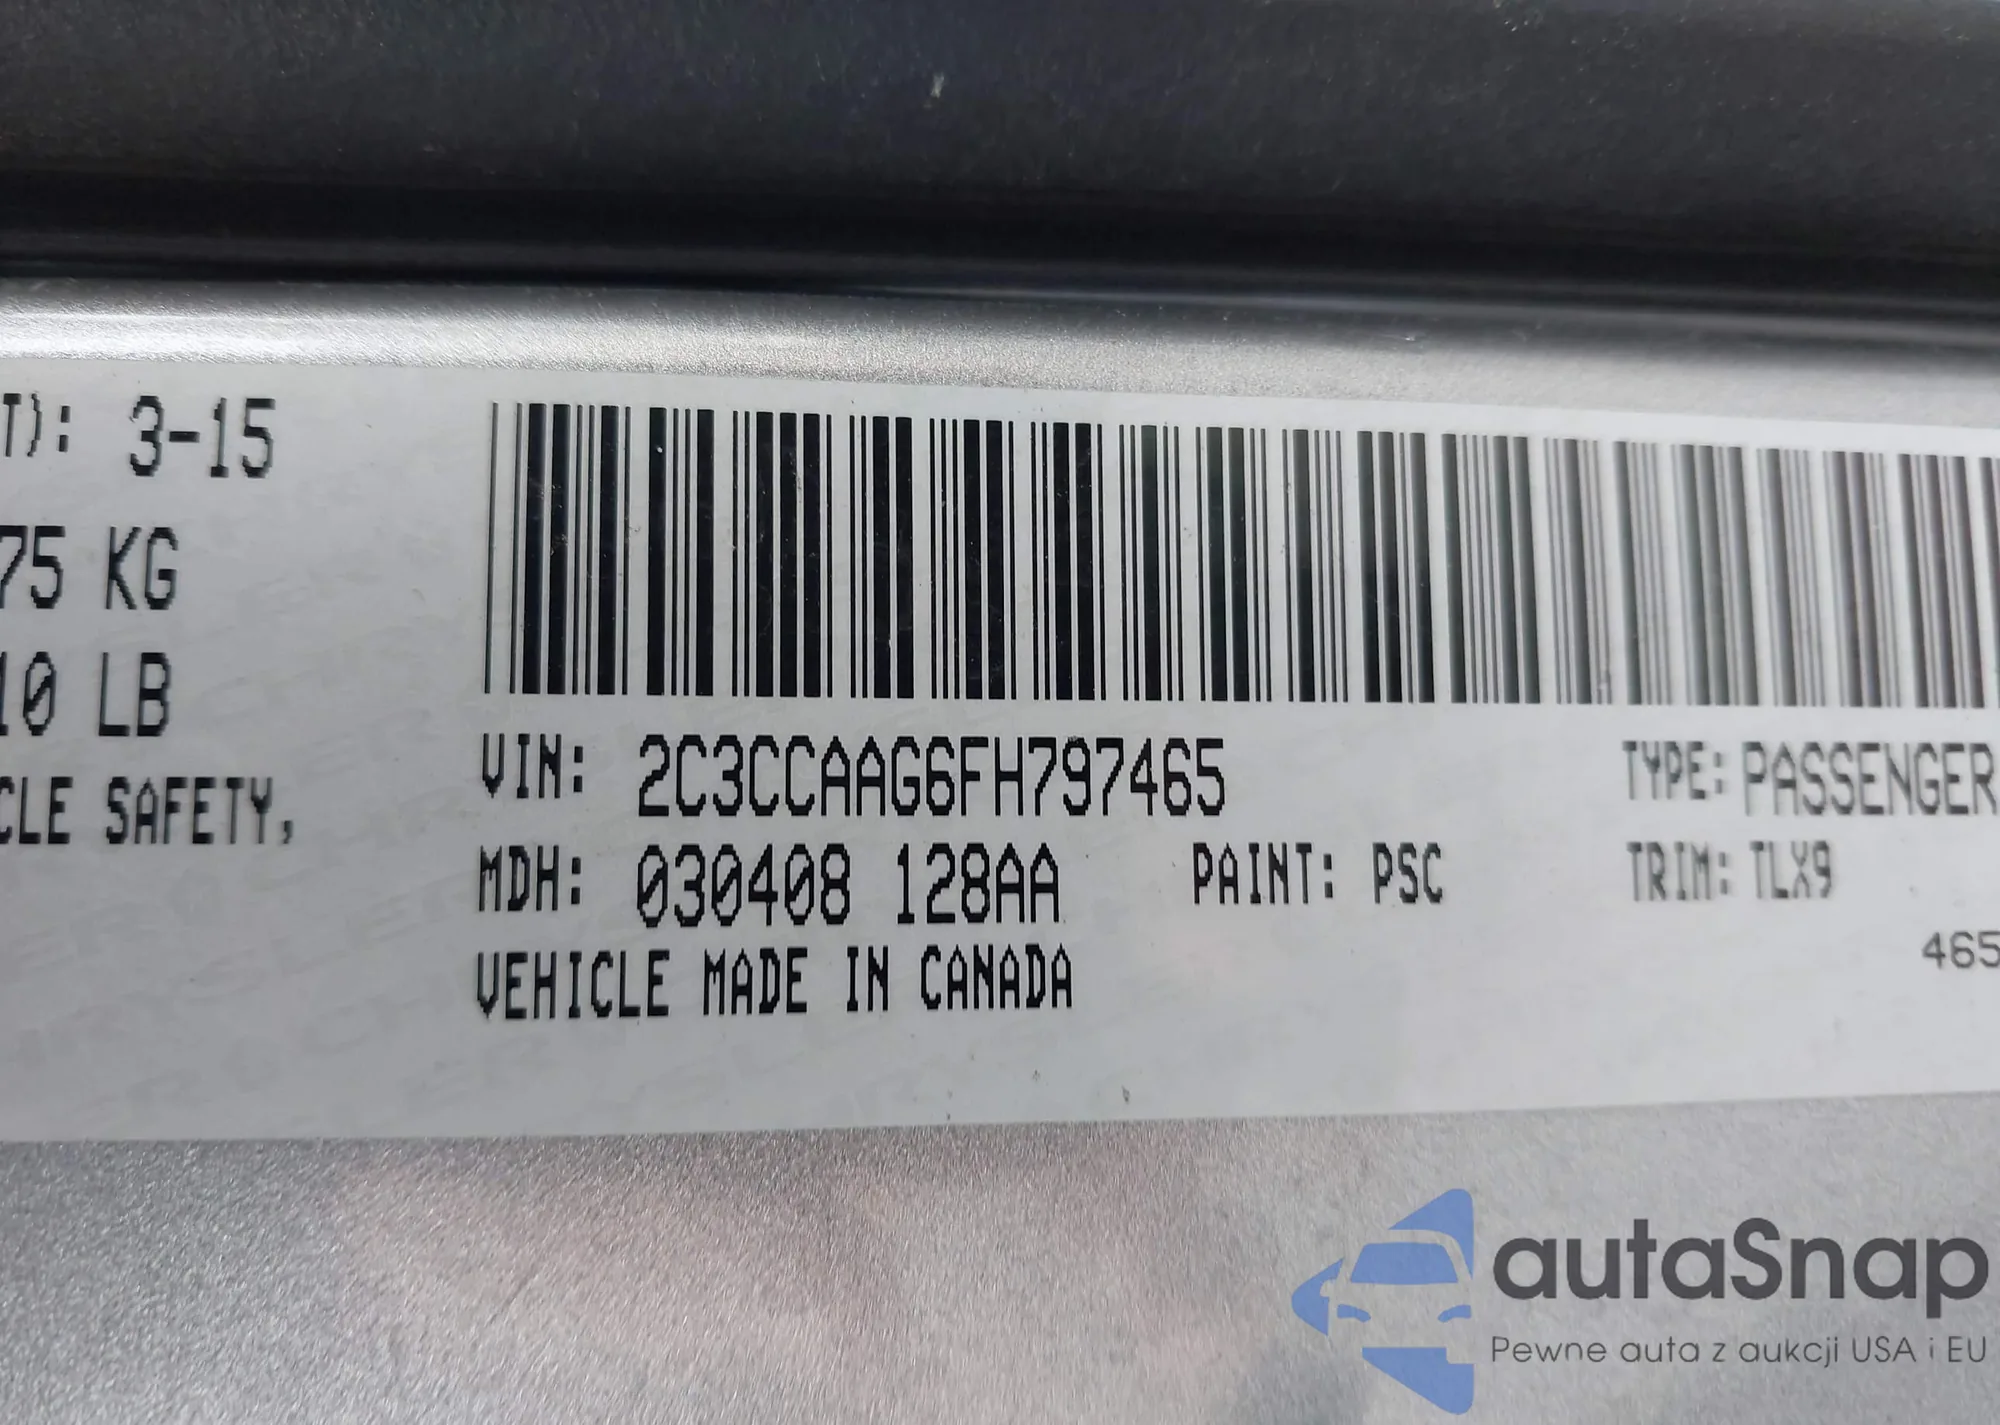 T): 3-15
75 KG
10 LB
CLE SAFETY,
VIN: 2C3CCAAG6FH797465
TYPE: PASSENGER
MDH: 030408 128AA
PAINT: PSC
TRIM: TLX9
VEHICLE MADE IN CANADA
465
autaSnap
Pewne auta z aukcji USA i EU